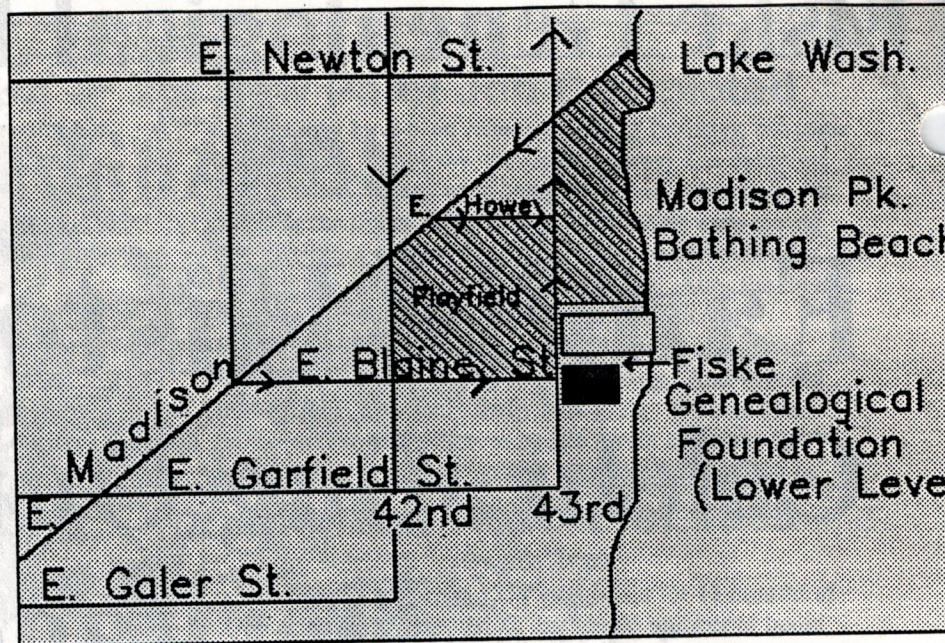 E. Newton St.
Lake Wash.
E. Howe
Madison Pk.
Bathing Beach
Playfield
E. Blaine St
Fiske
Genealogical
Foundation
(Lower Leve
E. Madison
E. Garfield St.
42nd
43rd
E. Galer St.